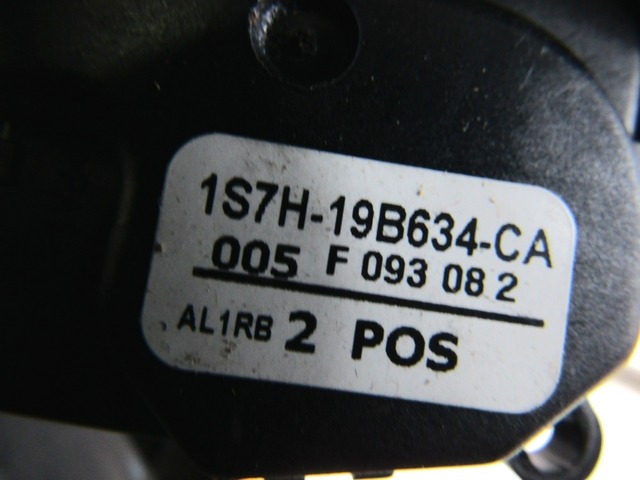 1S7H-19B634-CA
005 F 093 08 2
AL1RB 2 POS